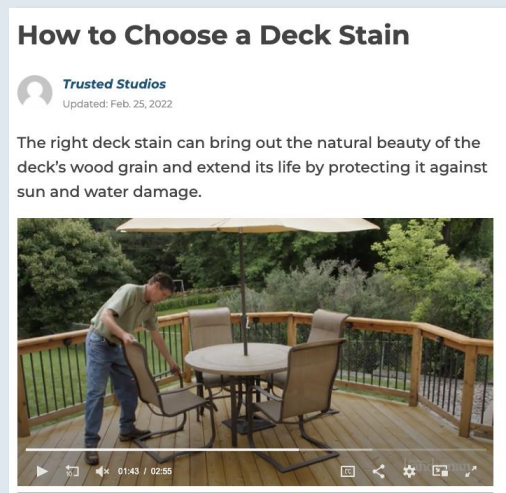 How to Choose a Deck Stain
Trusted Studios
Updated: Feb. 25, 2022
The right deck stain can bring out the natural beauty of the
deck's wood grain and extend its life by protecting it against
sun and water damage.
01:43 / 02:55
CC